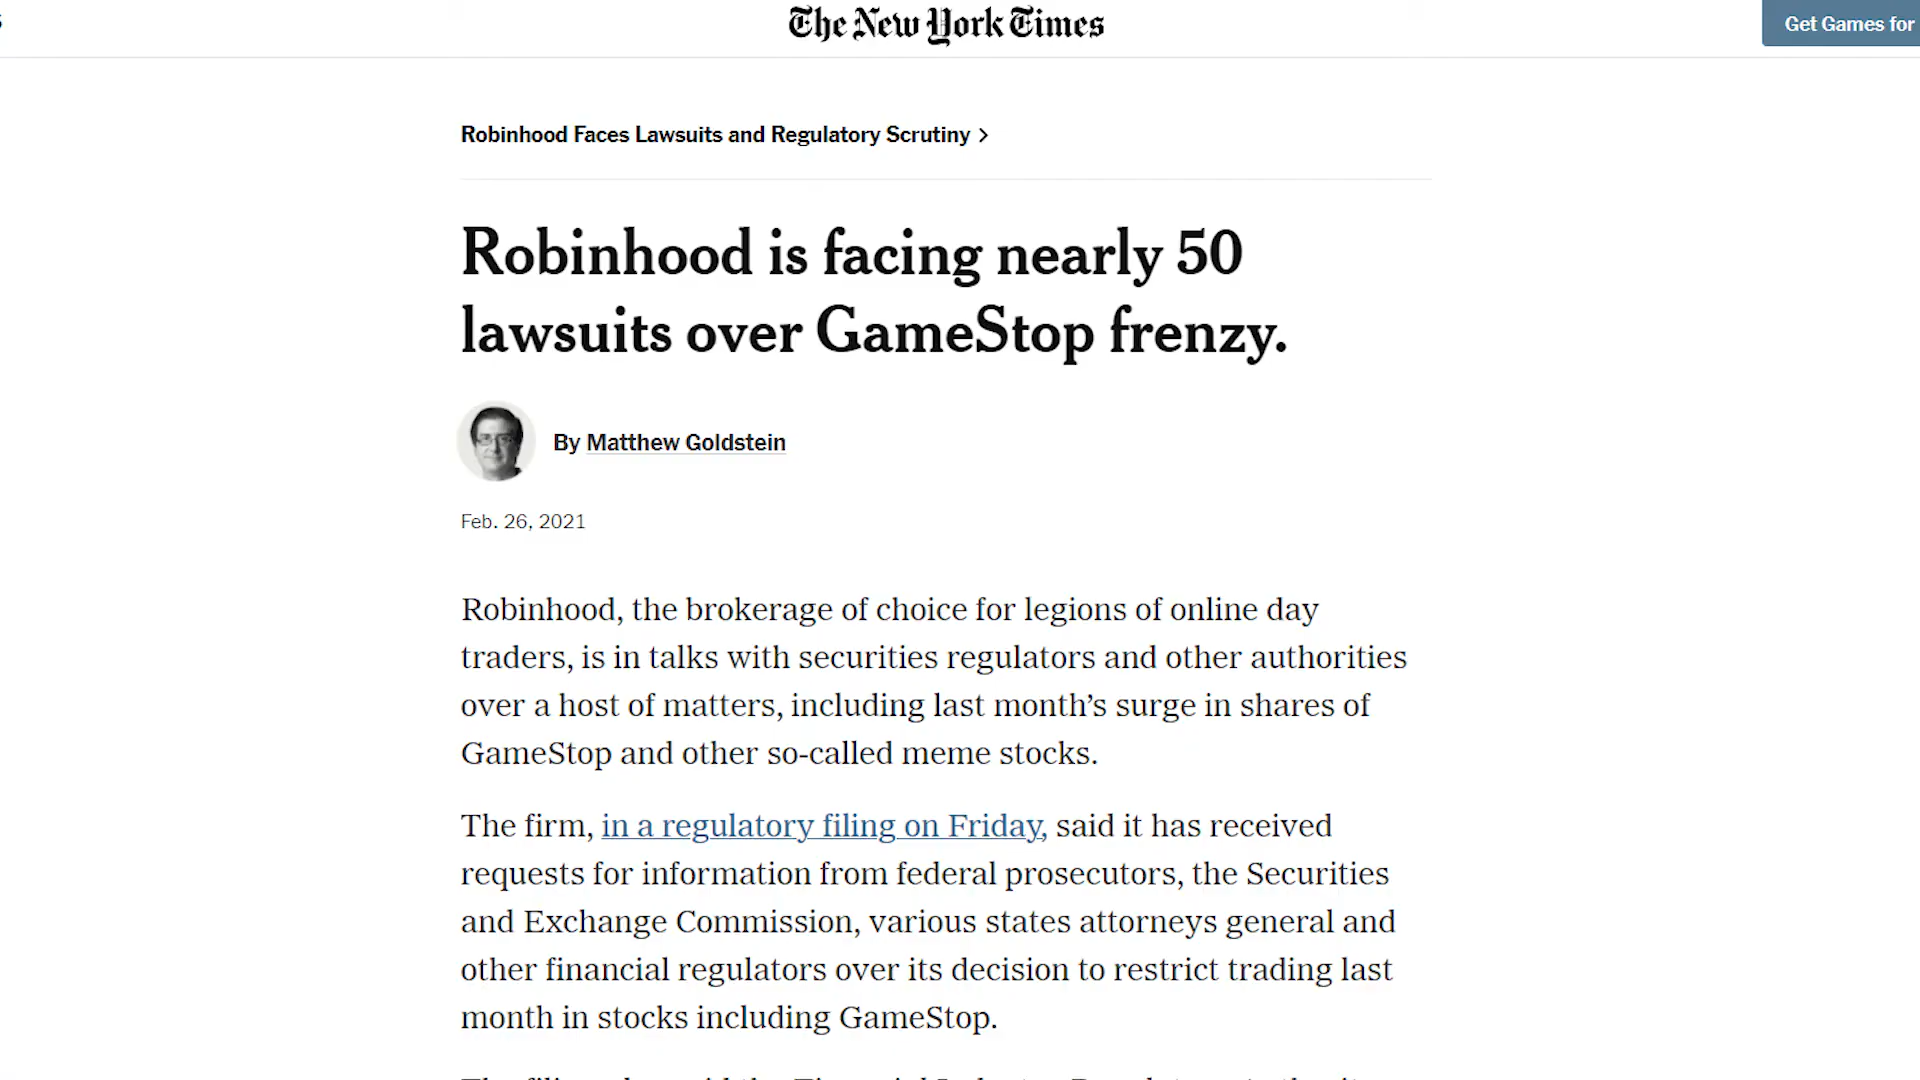 The New York Times
Get Games for
Robinhood Faces Lawsuits and Regulatory Scrutiny >
Robinhood is facing nearly 50
lawsuits over GameStop frenzy.
By Matthew Goldstein
Feb. 26, 2021
Robinhood, the brokerage of choice for legions of online day
traders, is in talks with securities regulators and other authorities
over a host of matters, including last month’s surge in shares of
GameStop and other so-called meme stocks.
The firm, in a regulatory filing on Friday, said it has received
requests for information from federal prosecutors, the Securities
and Exchange Commission, various states attorneys general and
other financial regulators over its decision to restrict trading last
month in stocks including GameStop.